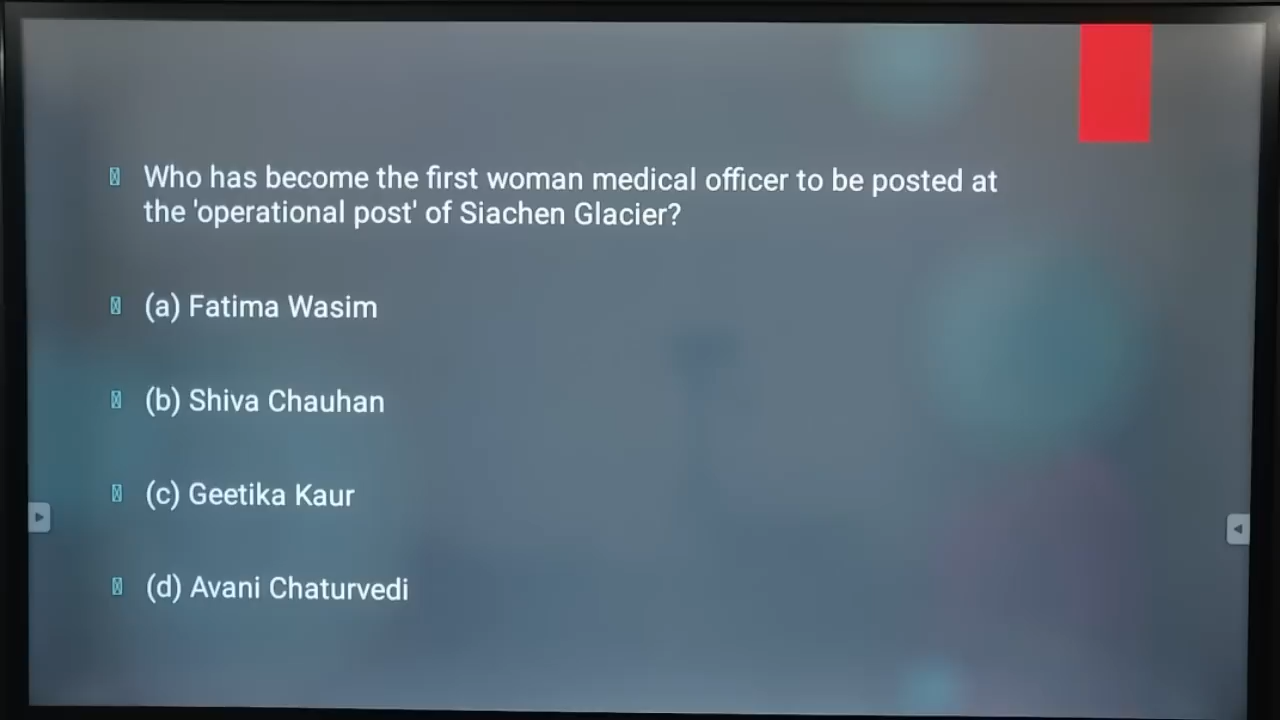 Who has become the first woman medical officer to be posted at
the 'operational post' of Siachen Glacier?
(a) Fatima Wasim
(b) Shiva Chauhan
(c) Geetika Kaur
(d) Avani Chaturvedi